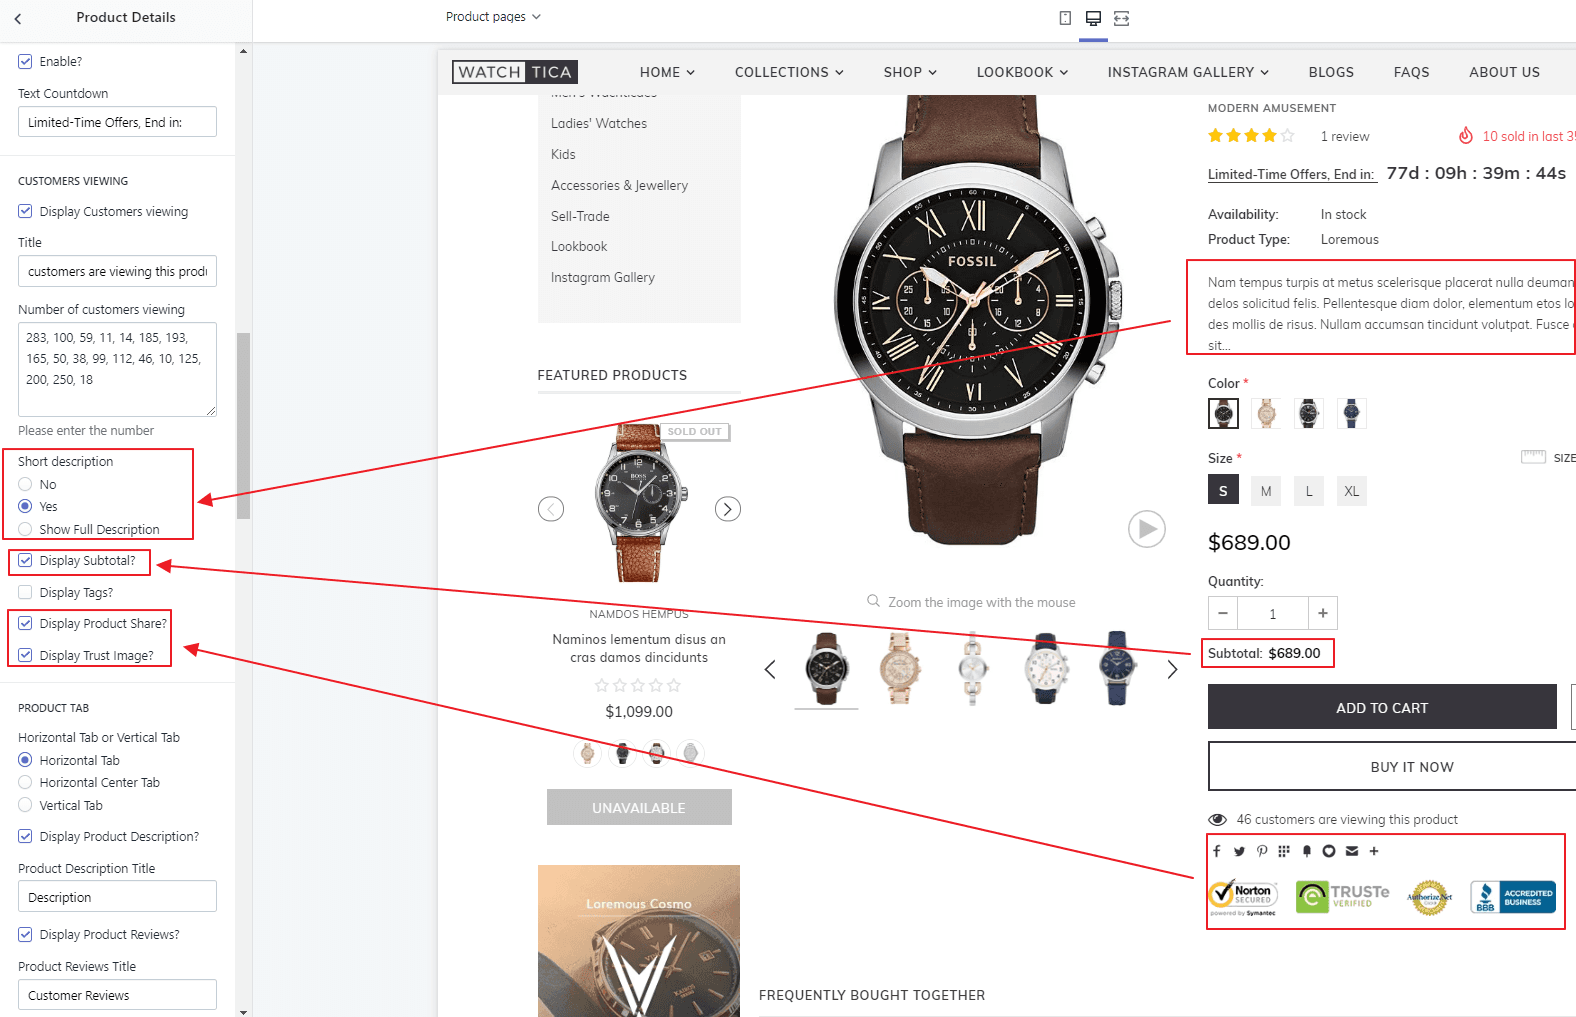 Product Details
Product pages
Enable?
Text Countdown
Limited-Time Offers, End in:
CUSTOMERS VIEWING
Display Customers viewing
Title
customers are viewing this produ
Number of customers viewing
283, 100, 59, 11, 14, 185, 193,
165, 50, 38, 99, 112, 46, 10, 125,
200, 250, 18
Please enter the number
Short description
No
Yes
Show Full Description
Display Subtotal?
Display Tags?
Display Product Share?
Display Trust Image?
PRODUCT TAB
Horizontal Tab or Vertical Tab
Horizontal Tab
Horizontal Center Tab
Vertical Tab
Display Product Description?
Product Description Title
Description
Display Product Reviews?
Product Reviews Title
Customer Reviews
WATCH TICA
HOME
COLLECTIONS
SHOP
LOOKBOOK
INSTAGRAM GALLERY
BLOGS
FAQS
ABOUT US
Ladies' Watches
Kids
Accessories & Jewellery
Sell-Trade
Lookbook
Instagram Gallery
FEATURED PRODUCTS
SOLD OUT
BOSS
NAMDOS HEMPUS
Naminos lementum disus an
cras damos dincidunts
$1,099.00
UNAVAILABLE
Loremous Cosmo
FOSSIL
Zoom the image with the mouse
MODERN AMUSEMENT
1 review
10 sold in last 35
Limited-Time Offers, End in: 77d : 09h : 39m : 44s
Availability: In stock
Product Type: Loremous
Nam tempus turpis at metus scelerisque placerat nulla deuman
delos solicitud felis. Pellentesque diam dolor, elementum etos lo
des mollis de risus. Nullam accumsan tincidunt volutpat. Fusce
sit...
Color *
Size *
SIZE
S
M
L
XL
$689.00
Quantity:
− 1 +
Subtotal: $689.00
ADD TO CART
BUY IT NOW
46 customers are viewing this product
Norton
SECURED
powered by Symantec
TRUSTe
VERIFIED
Authorize.Net
BBB
ACCREDITED
BUSINESS
FREQUENTLY BOUGHT TOGETHER